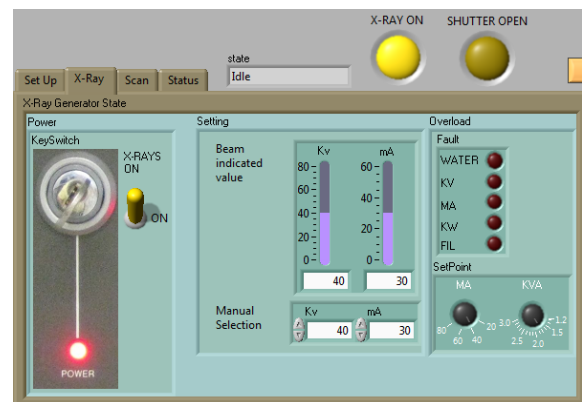 X-RAY ON SHUTTER OPEN
state
Idle
Set Up X-Ray Scan Status
X-Ray Generator State
Power
KeySwitch
X-RAYS
ON
ON
POWER
Setting
Beam
indicated
value
Kv mA
80 60
60 40
40 20
20
0 0
40 30
Manual
Selection
Kv mA
40 30
Overload
Fault
WATER
KV
MA
KW
FIL
SetPoint
MA KVA
80 60 40 20
3.0 2.5 2.0 1.5 1.2